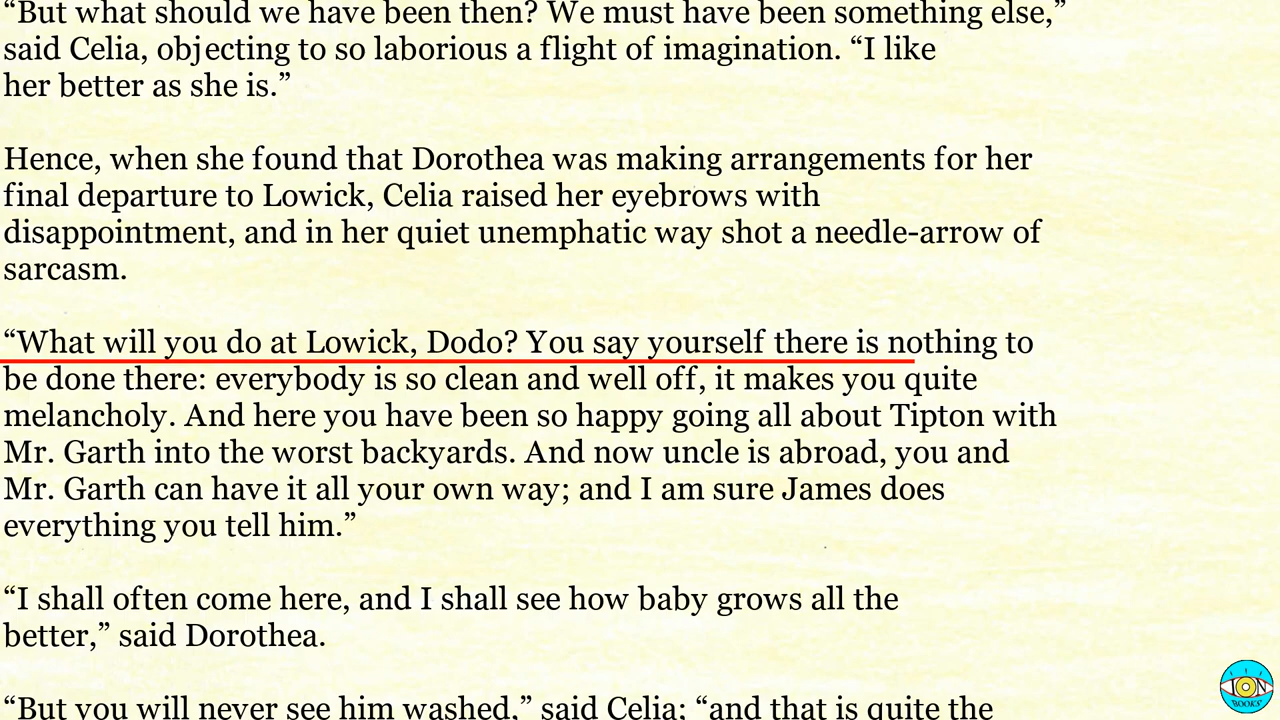 “But what should we have been then? We must have been something else,”
said Celia, objecting to so laborious a flight of imagination. “I like
her better as she is.”
Hence, when she found that Dorothea was making arrangements for her
final departure to Lowick, Celia raised her eyebrows with
disappointment, and in her quiet unemphatic way shot a needle-arrow of
sarcasm.
“What will you do at Lowick, Dodo? You say yourself there is nothing to
be done there: everybody is so clean and well off, it makes you quite
melancholy. And here you have been so happy going all about Tipton with
Mr. Garth into the worst backyards. And now uncle is abroad, you and
Mr. Garth can have it all your own way; and I am sure James does
everything you tell him.”
“I shall often come here, and I shall see how baby grows all the
better,” said Dorothea.
“But you will never see him washed,” said Celia; “and that is quite the
ION
BOOKS